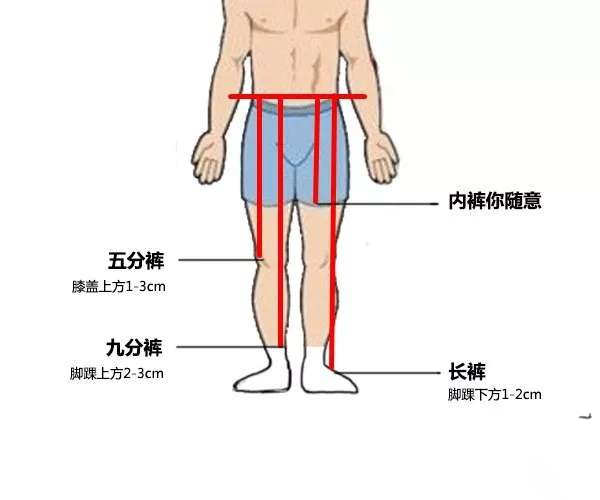 内裤你随意
五分裤
膝盖上方1-3cm
九分裤
脚踝上方2-3cm
长裤
脚踝下方1-2cm